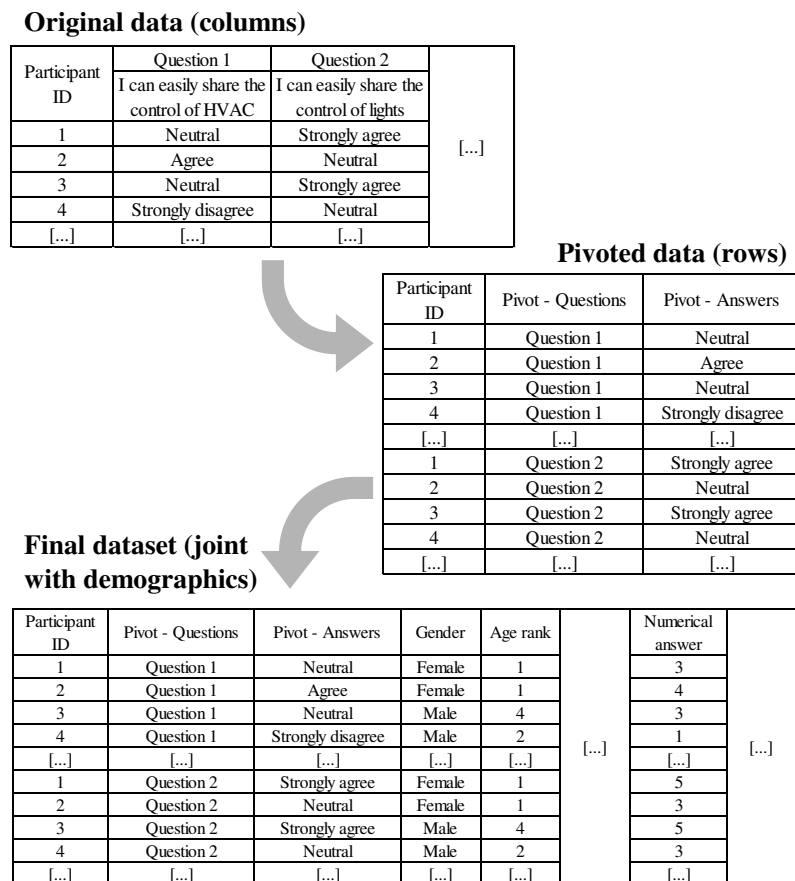 Original data (columns)
Participant ID Question 1 Question 2 [...]
I can easily share the control of HVAC I can easily share the control of lights
1 Neutral Strongly agree
2 Agree Neutral
3 Neutral Strongly agree
4 Strongly disagree Neutral
[...] [...] [...]
Pivoted data (rows)
Participant ID Pivot - Questions Pivot - Answers
1 Question 1 Neutral
2 Question 1 Agree
3 Question 1 Neutral
4 Question 1 Strongly disagree
[...] [...] [...]
1 Question 2 Strongly agree
2 Question 2 Neutral
3 Question 2 Strongly agree
4 Question 2 Neutral
[...] [...] [...]
Final dataset (joint
with demographics)
Participant ID Pivot - Questions Pivot - Answers Gender Age rank [...] Numerical answer [...]
1 Question 1 Neutral Female 1 3
2 Question 1 Agree Female 1 4
3 Question 1 Neutral Male 4 3
4 Question 1 Strongly disagree Male 2 1
[...] [...] [...] [...] [...] [...]
1 Question 2 Strongly agree Female 1 5
2 Question 2 Neutral Female 1 3
3 Question 2 Strongly agree Male 4 5
4 Question 2 Neutral Male 2 3
[...] [...] [...] [...] [...] [...]